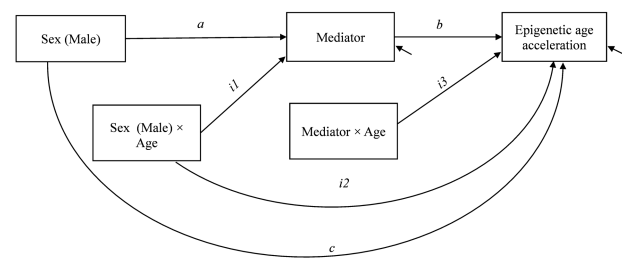 Sex (Male)
a
Mediator
b
Epigenetic age
acceleration
i1
i3
Sex (Male) ×
Age
Mediator × Age
i2
c